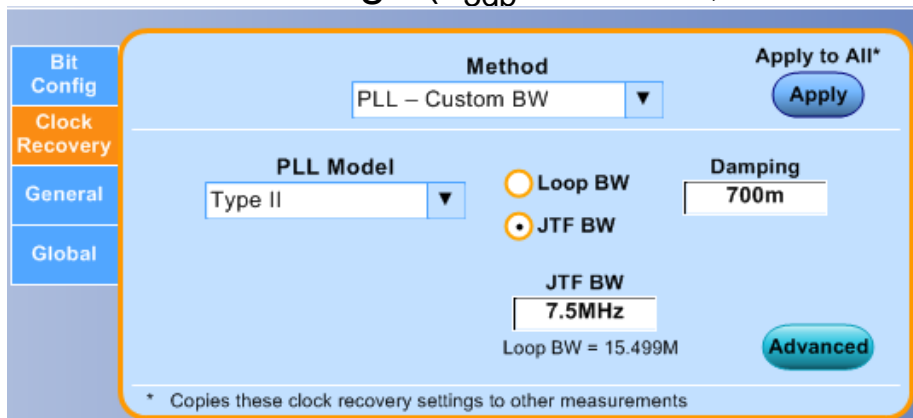 Bit
Config
Clock
Recovery
General
Global
Method
PLL – Custom BW
Apply to All*
Apply
PLL Model
Type II
Loop BW
JTF BW
Damping
700m
JTF BW
7.5MHz
Loop BW = 15.499M
Advanced
* Copies these clock recovery settings to other measurements